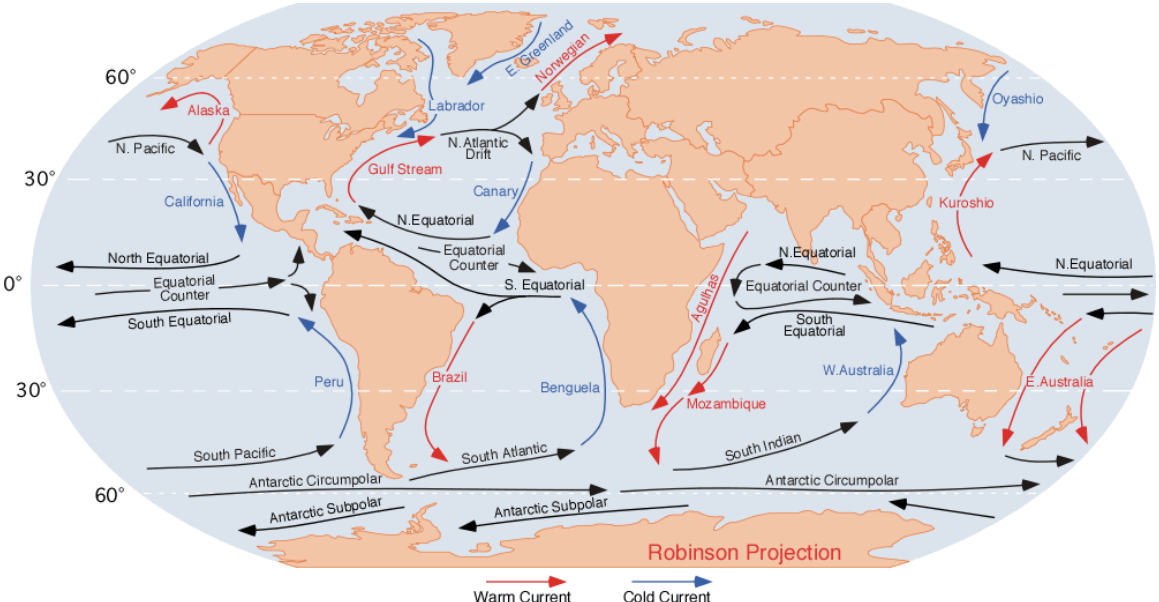 E. Greenland
Norwegian
60°
Alaska
Labrador
Oyashio
N. Pacific
N. Atlantic
Drift
N. Pacific
Gulf Stream
30°
California
Canary
Kuroshio
N.Equatorial
North Equatorial
Equatorial
Counter
N.Equatorial
N.Equatorial
0°
Equatorial
Counter
S. Equatorial
Equatorial Counter
Agulhas
South Equatorial
South
Equatorial
Peru
Brazil
Benguela
W.Australia
E.Australia
30°
Mozambique
South Pacific
South Atlantic
South Indian
Antarctic Circumpolar
Antarctic Circumpolar
60°
Antarctic Subpolar
Antarctic Subpolar
Robinson Projection
Warm Current
Cold Current